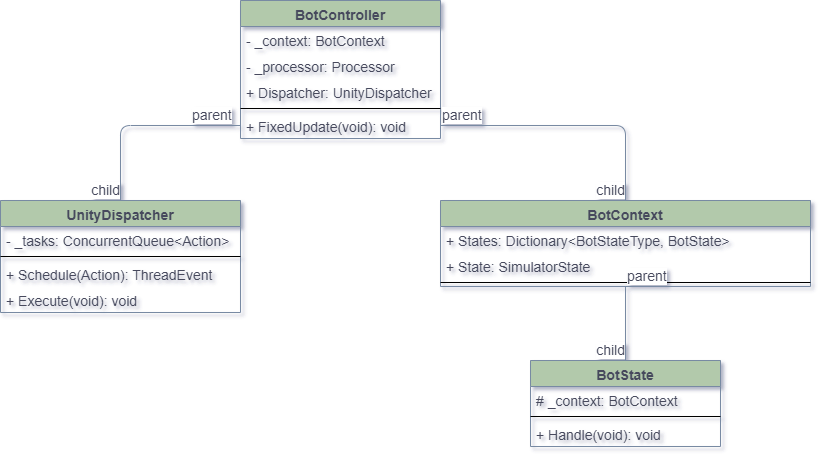 BotController
- _context: BotContext
- _processor: Processor
+ Dispatcher: UnityDispatcher
+ FixedUpdate(void): void
parent
parent
child
child
UnityDispatcher
- _tasks: ConcurrentQueue<Action>
+ Schedule(Action): ThreadEvent
+ Execute(void): void
BotContext
+ States: Dictionary<BotStateType, BotState>
+ State: SimulatorState
parent
child
BotState
# _context: BotContext
+ Handle(void): void